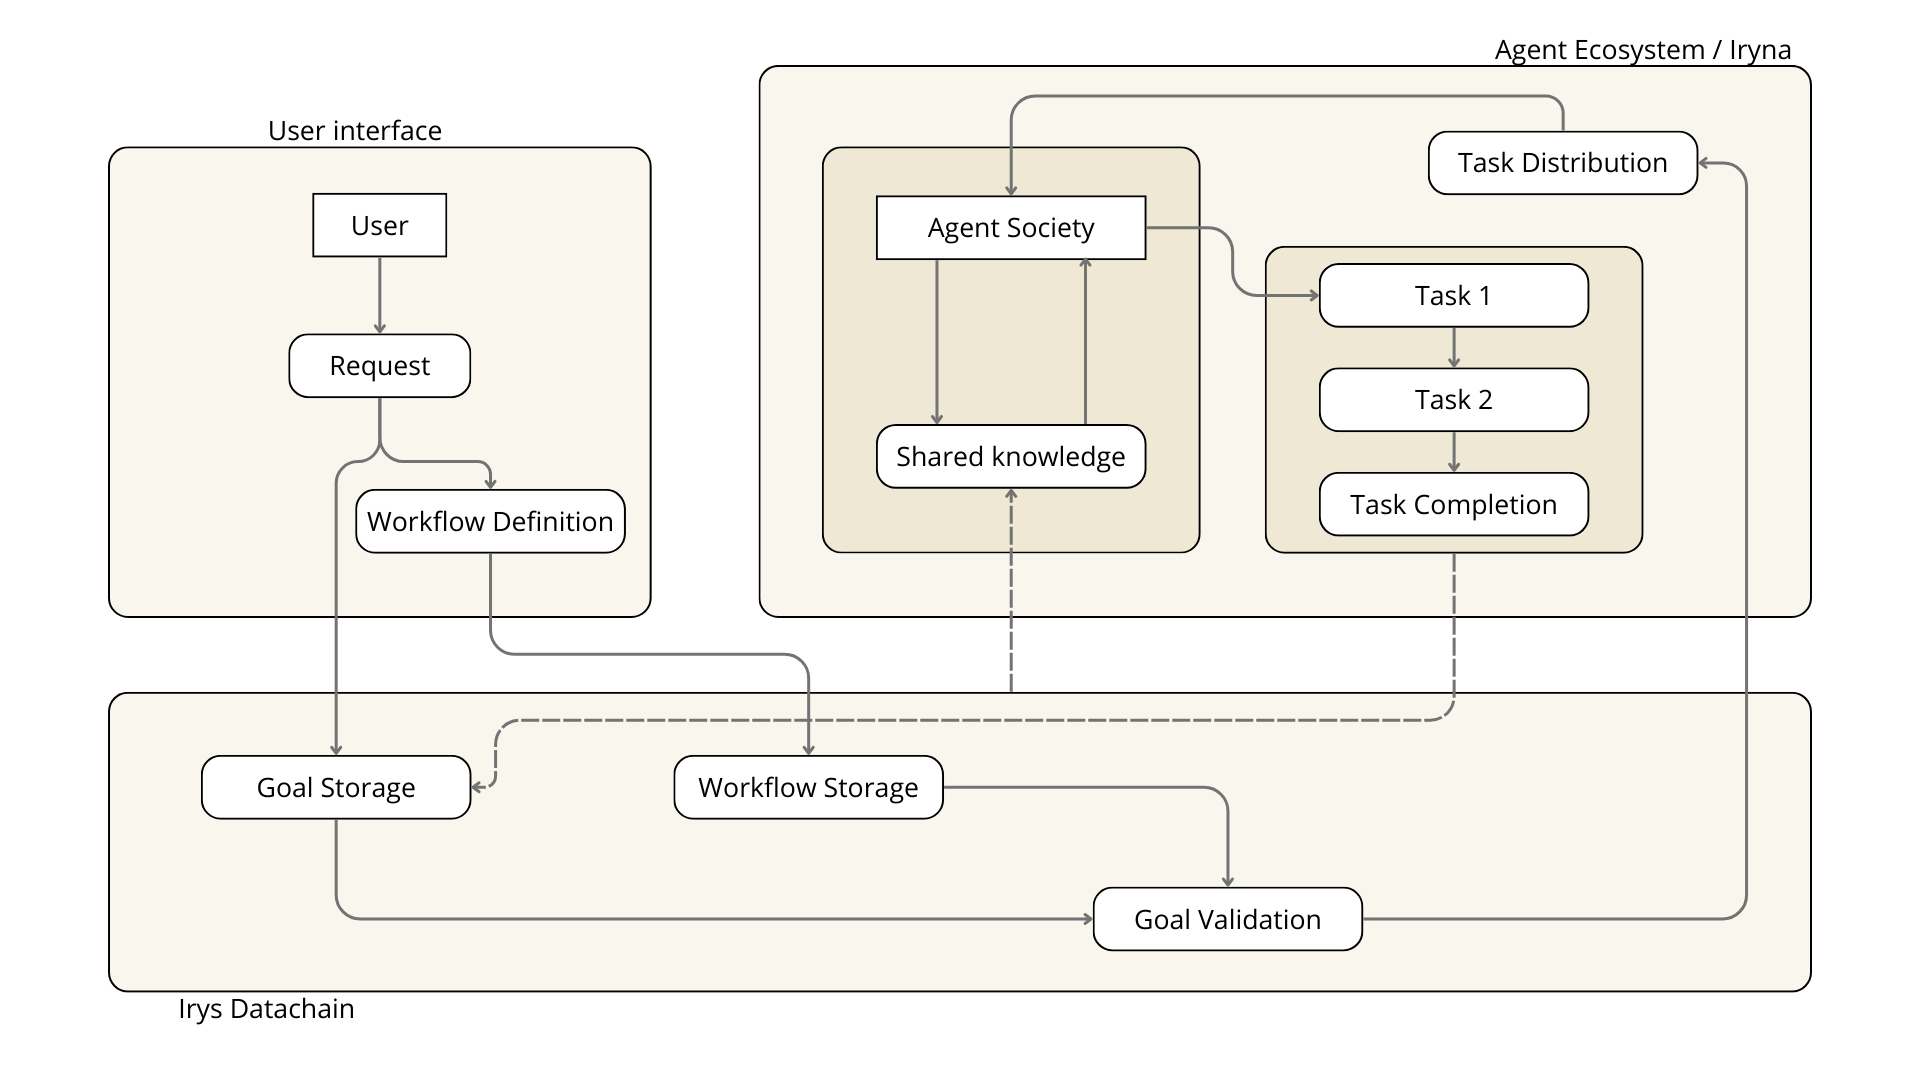 Agent Ecosystem / Iryna
User interface
User
Request
Workflow Definition
Task Distribution
Agent Society
Shared knowledge
Task 1
Task 2
Task Completion
Goal Storage
Workflow Storage
Goal Validation
Irys Datachain